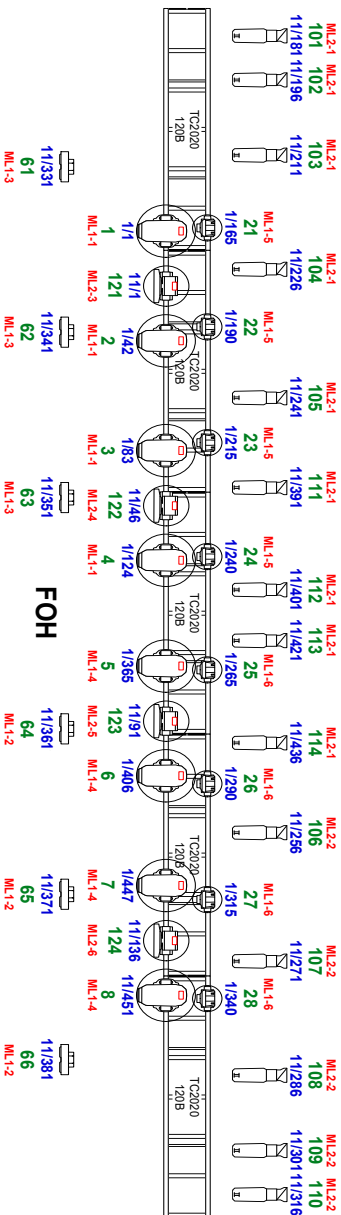 ML2-1 ML2-1 ML2-1 ML2-1 ML2-1 ML2-1 ML2-1 ML2-1 ML2-1 ML2-2 ML2-2 ML2-2 ML2-2 ML2-2
101 102 103 104 105 111 112 113 114 106 107 108 109 110
11/181 11/196 11/211 11/226 11/241 11/391 11/401 11/421 11/436 11/256 11/271 11/286 11/301 11/316
ML1-5 ML1-5 ML1-5 ML1-5 ML1-6 ML1-6 ML1-6 ML1-6
21 22 23 24 25 26 27 28
1/165 1/190 1/215 1/240 1/265 1/290 1/315 1/340
TC2020 TC2020 TC2020 TC2020 TC2020
120B 120B 120B 120B 120B
1/1 11/1 1/42 1/83 11/46 1/124 1/365 11/91 1/406 1/447 11/136 11/451
1 121 2 3 122 4 5 123 6 7 124 8
ML1-1 ML2-3 ML1-1 ML1-1 ML2-4 ML1-1 ML1-4 ML2-5 ML1-4 ML1-4 ML2-6 ML1-4
FOH
11/331 11/341 11/351 11/361 11/371 11/381
61 62 63 64 65 66
ML1-3 ML1-3 ML1-3 ML1-2 ML1-2 ML1-2